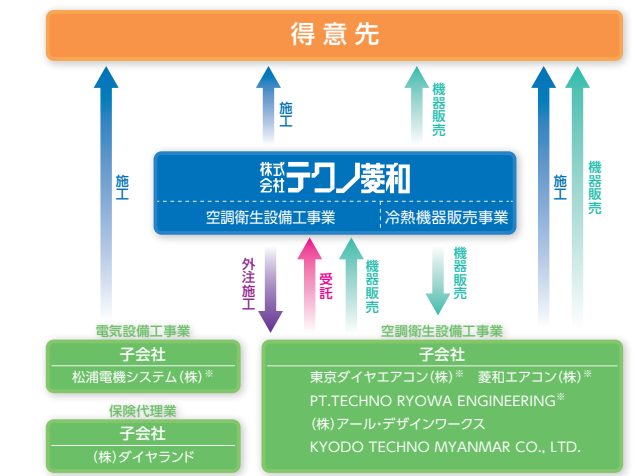 得意先
施工
機器販売
施工
施工
機器販売
株式会社テクノ菱和
空調衛生設備工事業
冷熱機器販売事業
外注施工
受託
機器販売
機器販売
電気設備工事業
子会社
松浦電機システム(株)※
保険代理業
子会社
(株)ダイヤランド
空調衛生設備工事業
子会社
東京ダイヤエアコン(株)※ 菱和エアコン(株)※
PT.TECHNO RYOWA ENGINEERING※
(株)アール・デザインワークス
KYODO TECHNO MYANMAR CO., LTD.